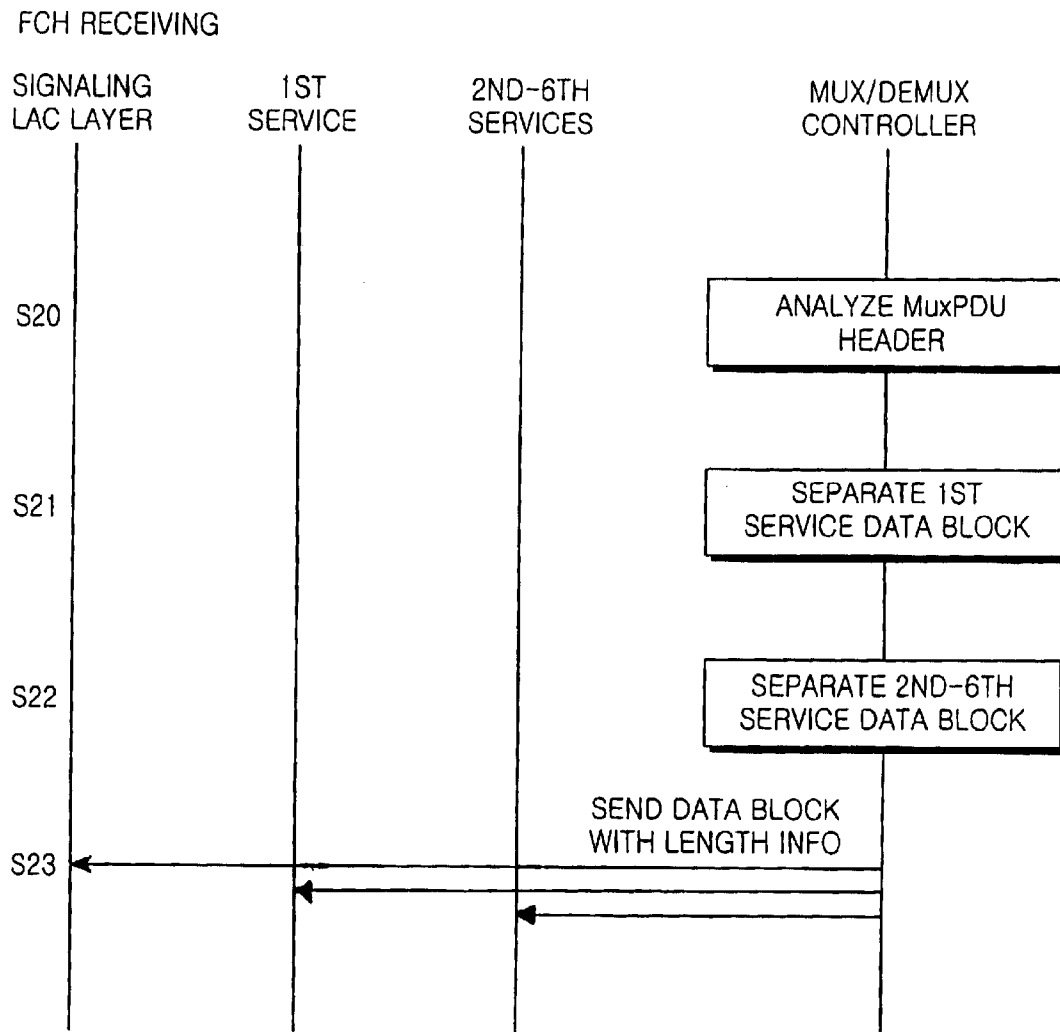 FCH RECEIVING
SIGNALING
LAC LAYER
1ST
SERVICE
2ND-6TH
SERVICES
MUX/DEMUX
CONTROLLER
S20
ANALYZE MuxPDU
HEADER
S21
SEPARATE 1ST
SERVICE DATA BLOCK
S22
SEPARATE 2ND-6TH
SERVICE DATA BLOCK
SEND DATA BLOCK
WITH LENGTH INFO
S23